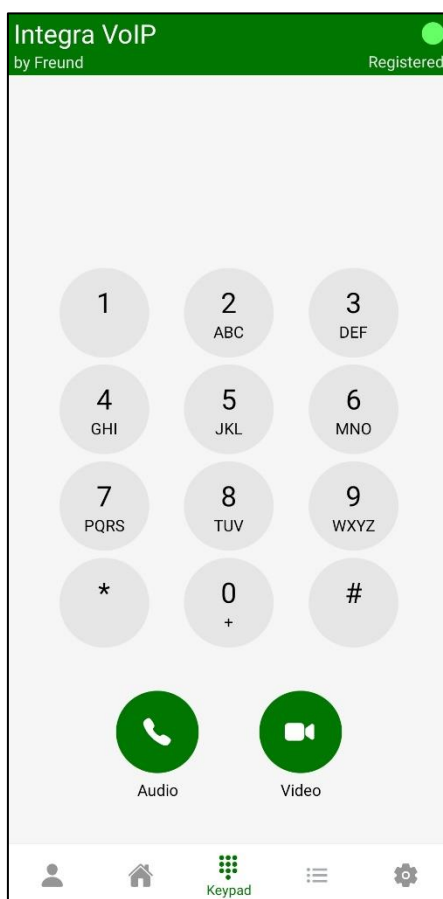 Integra VoIP
by Freund Registered
1 2 3
ABC DEF
4 5 6
GHI JKL MNO
7 8 9
PQRS TUV WXYZ
* 0 #
+
Audio Video
Keypad